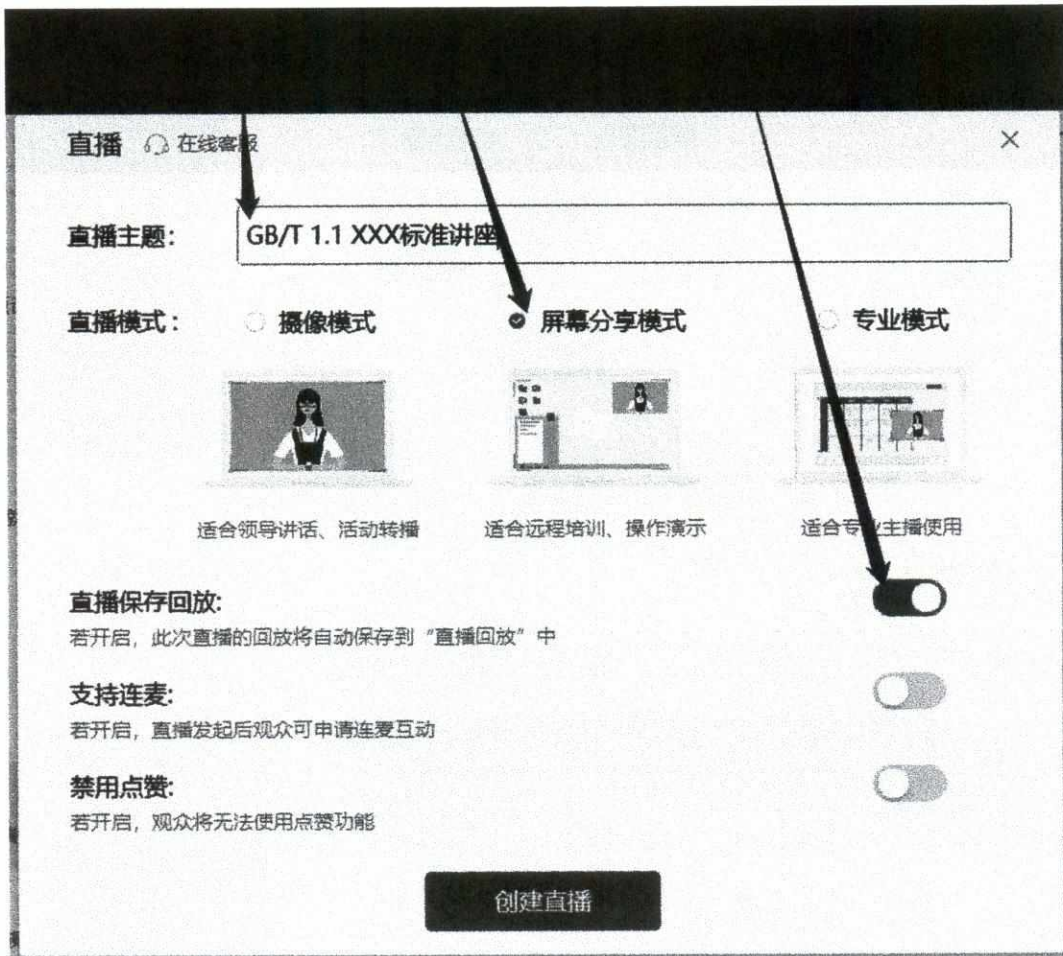 直播 在线客服
直播主题: GB/T 1.1 XXX标准讲座
直播模式: 摄像模式 屏幕分享模式 专业模式
适合领导讲话、活动转播 适合远程培训、操作演示 适合专业主播使用
直播保存回放:
若开启，此次直播的回放将自动保存到“直播回放”中
支持连麦:
若开启，直播发起后观众可申请连麦互动
禁用点赞:
若开启，观众将无法使用点赞功能
创建直播